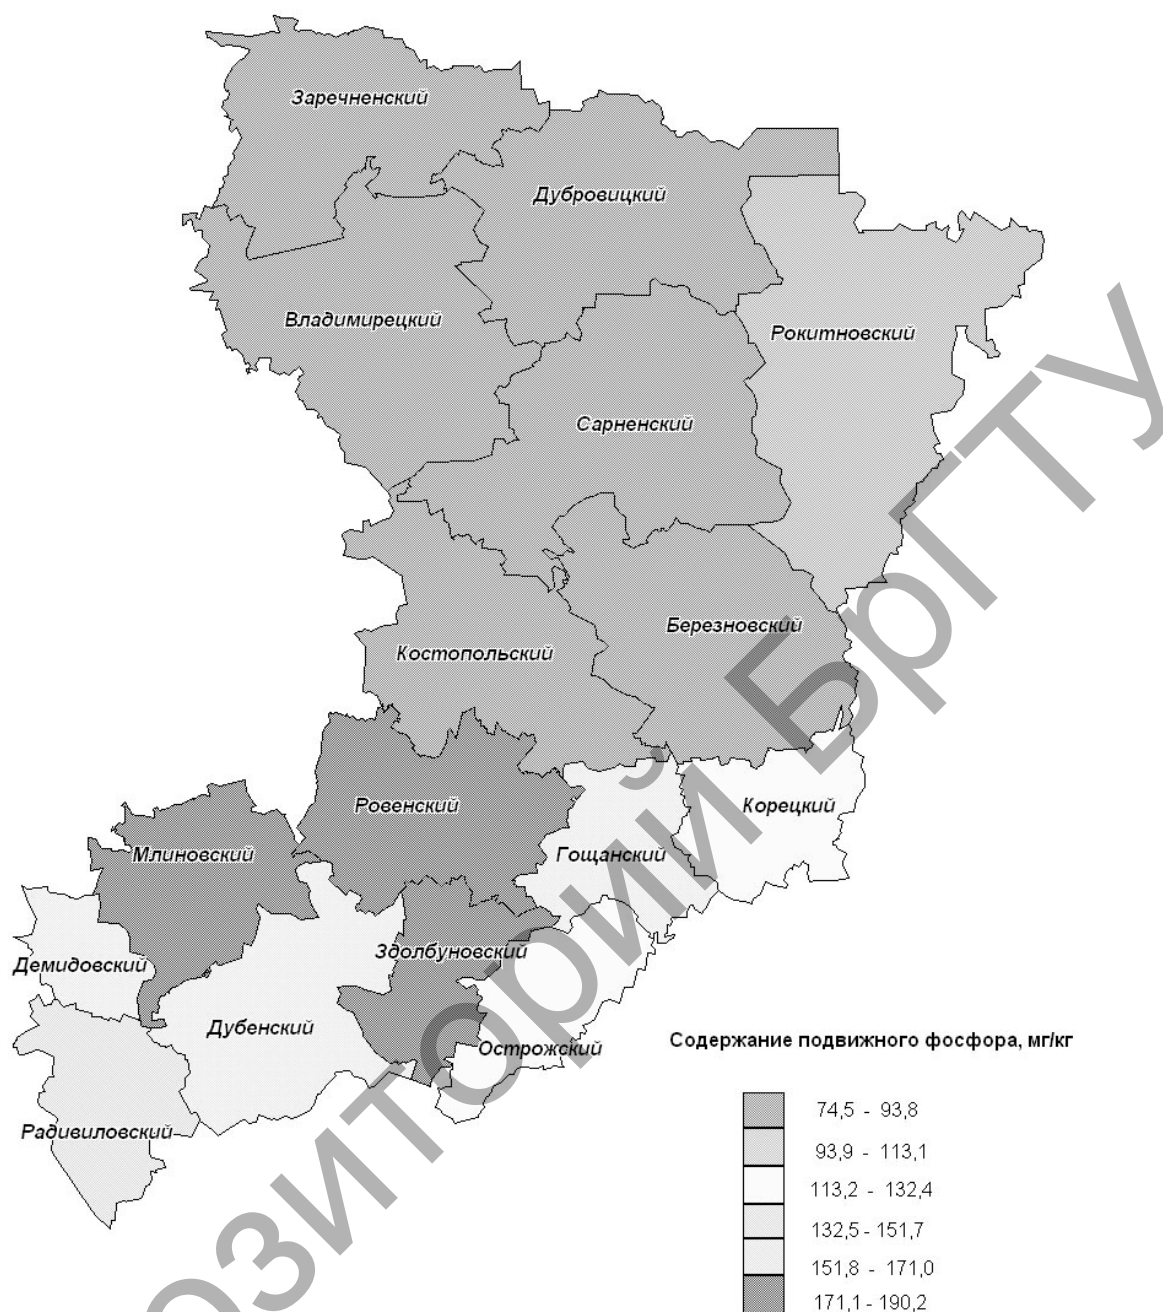 Заречненский
Дубровицкий
Владимирецкий
Рокитновский
Сарненский
Березновский
Костопольский
Ровенский
Корецкий
Млиновский
Гощанский
Здолбуновский
Демидовский
Дубенский
Острожский
Радивиловский
Содержание подвижного фосфора, мг/кг
74,5 - 93,8
93,9 - 113,1
113,2 - 132,4
132,5 - 151,7
151,8 - 171,0
171,1 - 190,2
озиторий БрГТУ